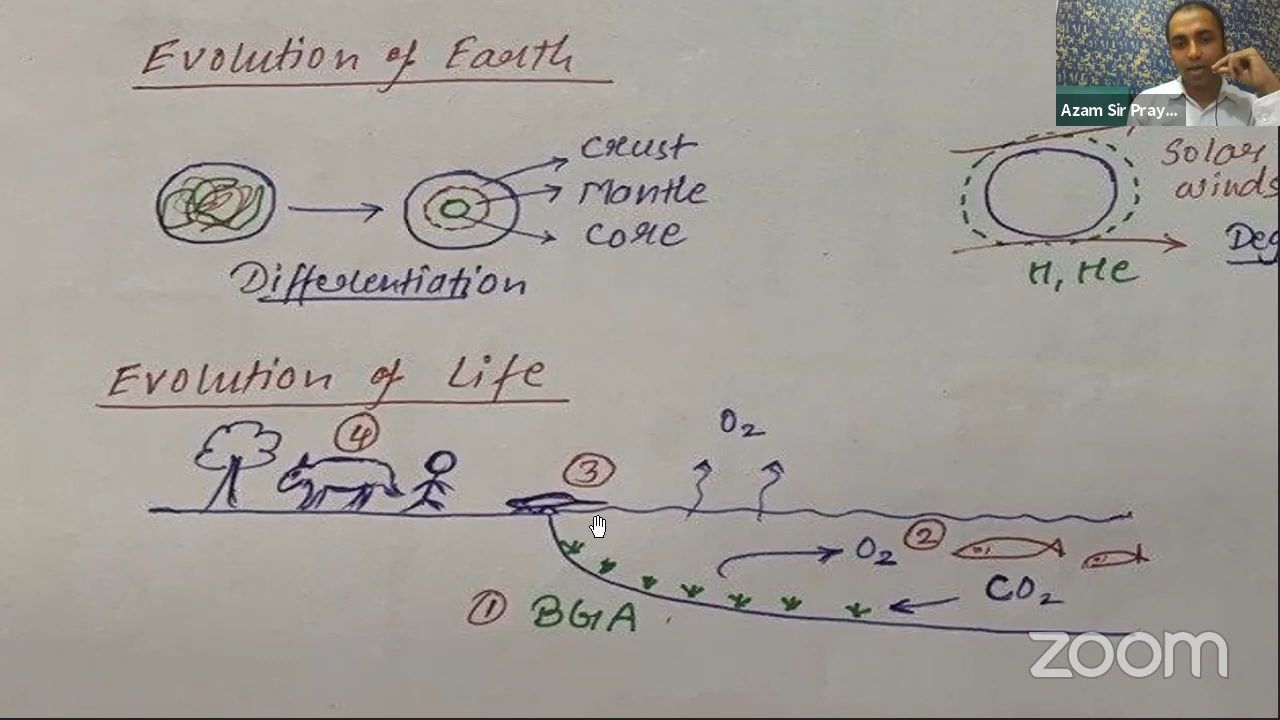 Evolution of Earth
Azam Sir Pray...
Crust
Mantle
Core
Differentiation
Solar
winds
Deg
H, He
Evolution of Life
4
3
O2
2
O2
CO2
1 BGA
zoom